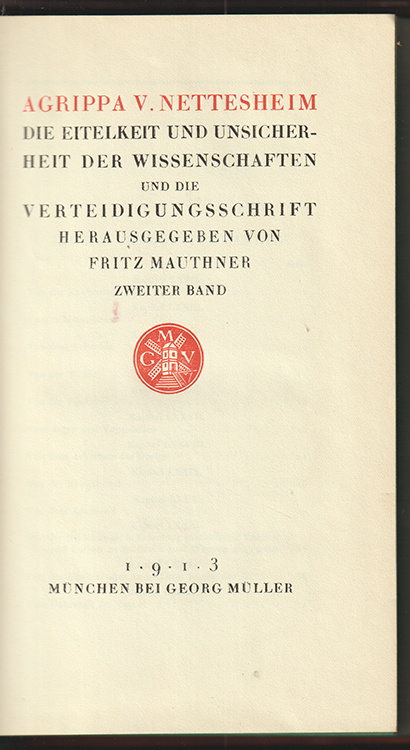 AGRIPPA V. NETTESHEIM
DIE EITELKEIT UND UNSICHER-
HEIT DER WISSENSCHAFTEN
UND DIE
VERTEIDIGUNGSSCHRIFT
HERAUSGEGEBEN VON
FRITZ MAUTHNER
ZWEITER BAND
M
G V
1 · 9 · 1 · 3
MÜNCHEN BEI GEORG MÜLLER